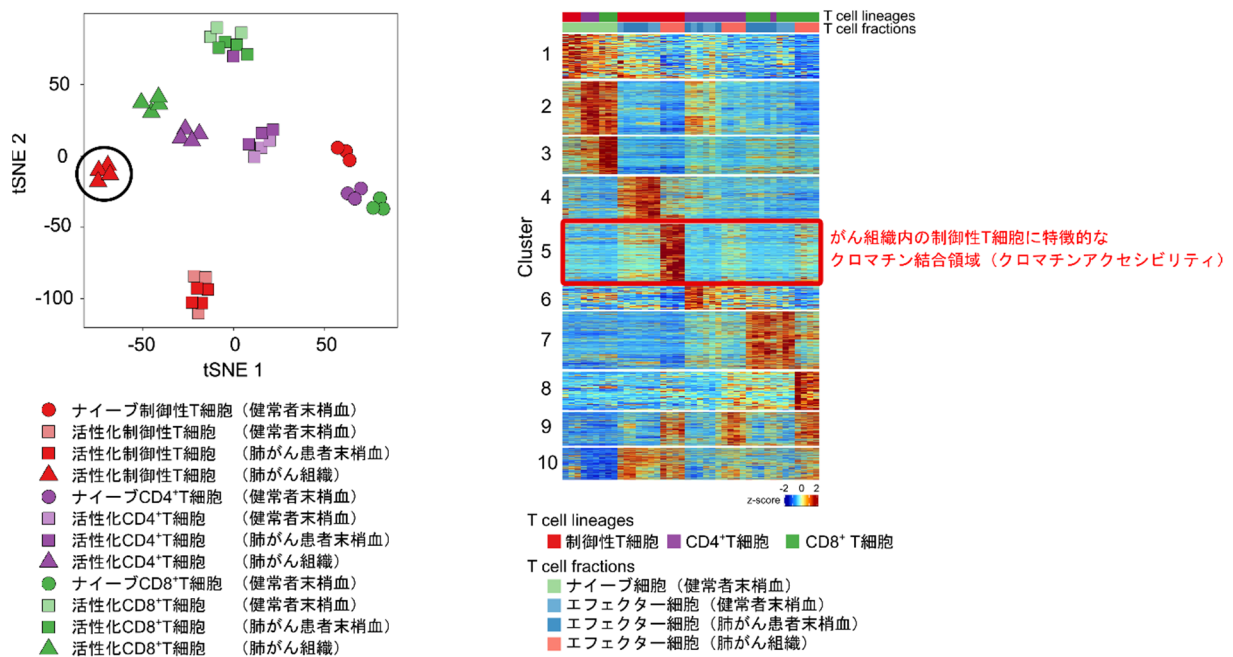 50
0
-50
-100
tSNE 2
-50
0
50
tSNE 1
ナイーブ制御性T細胞（健常者末梢血）
活性化制御性T細胞 （健常者末梢血）
活性化制御性T細胞 （肺がん患者末梢血）
活性化制御性T細胞 （肺がん組織）
ナイーブCD4⁺T細胞 （健常者末梢血）
活性化CD4⁺T細胞 （健常者末梢血）
活性化CD4⁺T細胞 （肺がん患者末梢血）
活性化CD4⁺T細胞 （肺がん組織）
ナイーブCD8⁺T細胞 （健常者末梢血）
活性化CD8⁺T細胞 （健常者末梢血）
活性化CD8⁺T細胞 （肺がん患者末梢血）
活性化CD8⁺T細胞 （肺がん組織）
T cell lineages
T cell fractions
Cluster
1
2
3
4
5
6
7
8
9
10
がん組織内の制御性T細胞に特徴的な
クロマチン結合領域（クロマチンアクセシビリティ）
-2 0 2
z-score
T cell lineages
制御性T細胞 CD4⁺T細胞 CD8⁺ T細胞
T cell fractions
ナイーブ細胞（健常者末梢血）
エフェクター細胞（健常者末梢血）
エフェクター細胞（肺がん患者末梢血）
エフェクター細胞（肺がん組織）